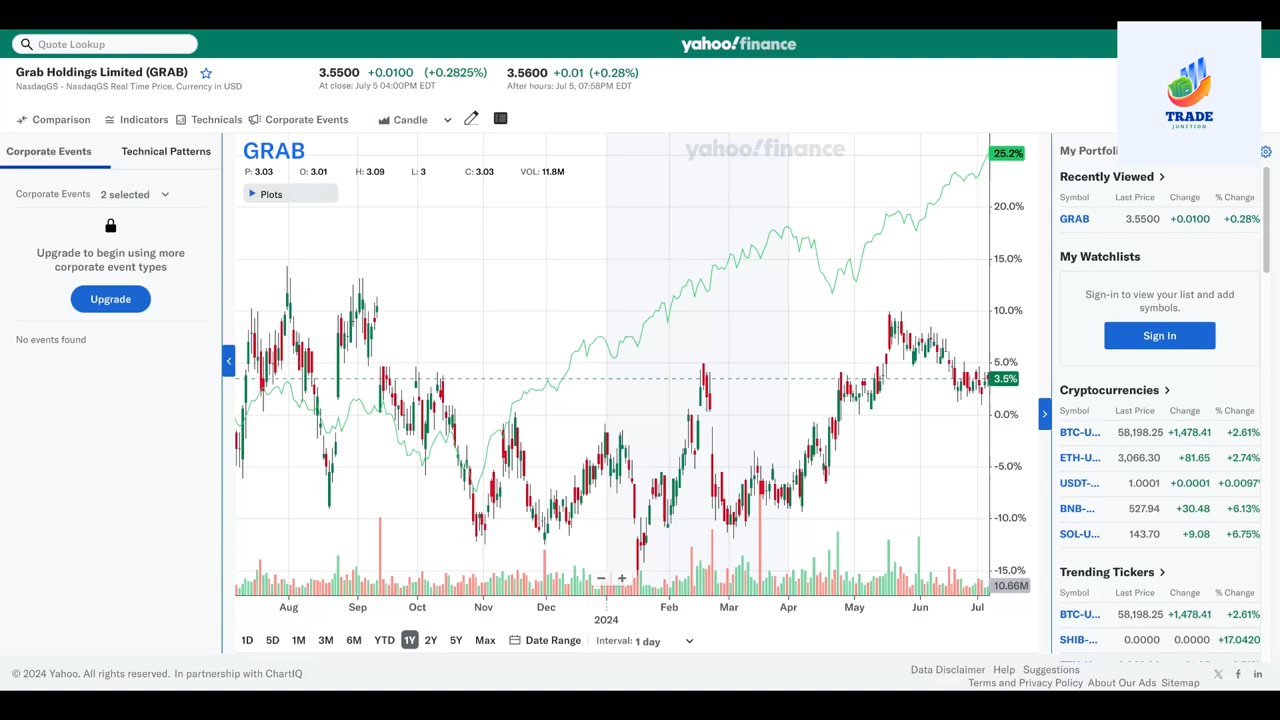 Quote Lookup
yahoo!finance
TRADE
JUNCTION
Grab Holdings Limited (GRAB)
NasdaqGS - NasdaqGS Real Time Price. Currency in USD
3.5500 +0.0100 (+0.2825%)
At close: July 5 04:00PM EDT
3.5600 +0.01 (+0.28%)
After hours: Jul 5, 07:58PM EDT
Comparison Indicators Technicals Corporate Events Candle
Corporate Events Technical Patterns
Corporate Events 2 selected
Upgrade to begin using more
corporate event types
Upgrade
No events found
GRAB
yahoo!finance
P: 3.03 O: 3.01 H: 3.09 L: 3 C: 3.03 VOL: 11.8M
Plots
25.2%
20.0%
15.0%
10.0%
5.0%
3.5%
0.0%
-5.0%
-10.0%
-15.0%
10.66M
Aug Sep Oct Nov Dec Feb Mar Apr May Jun Jul
2024
1D 5D 1M 3M 6M YTD 1Y 2Y 5Y Max Date Range Interval: 1 day
My Portfoli
Recently Viewed
Symbol Last Price Change % Change
GRAB 3.5500 +0.0100 +0.28%
My Watchlists
Sign-in to view your list and add
symbols.
Sign In
Cryptocurrencies
Symbol Last Price Change % Change
BTC-U... 58,198.25 +1,478.41 +2.61%
ETH-U... 3,066.30 +81.65 +2.74%
USDT-... 1.0001 +0.0001 +0.0097
BNB-... 527.94 +30.48 +6.13%
SOL-U... 143.70 +9.08 +6.75%
Trending Tickers
Symbol Last Price Change % Change
BTC-U... 58,198.25 +1,478.41 +2.61%
SHIB-... 0.0000 0.0000 +17.0420
© 2024 Yahoo. All rights reserved. In partnership with ChartIQ
Data Disclaimer Help Suggestions
Terms and Privacy Policy About Our Ads Sitemap